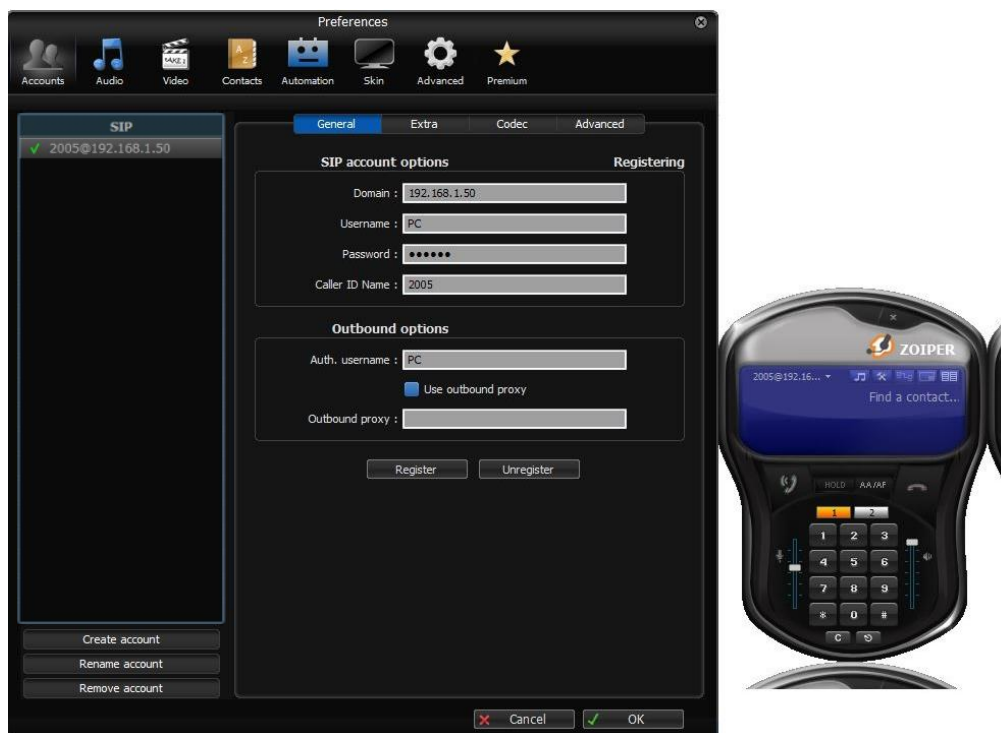 Preferences
Accounts Audio Video Contacts Automation Skin Advanced Premium
SIP
2005@192.168.1.50
General Extra Codec Advanced
SIP account options Registering
Domain : 192.168.1.50
Username : PC
Password : ●●●●●●
Caller ID Name : 2005
Outbound options
Auth. username : PC
Use outbound proxy
Outbound proxy :
Register Unregister
Create account
Rename account
Remove account
Cancel OK
ZOIPER
2005@192.16...
Find a contact...
HOLD AA/AF
1 2
1 2 3
4 5 6
7 8 9
* 0 #
C